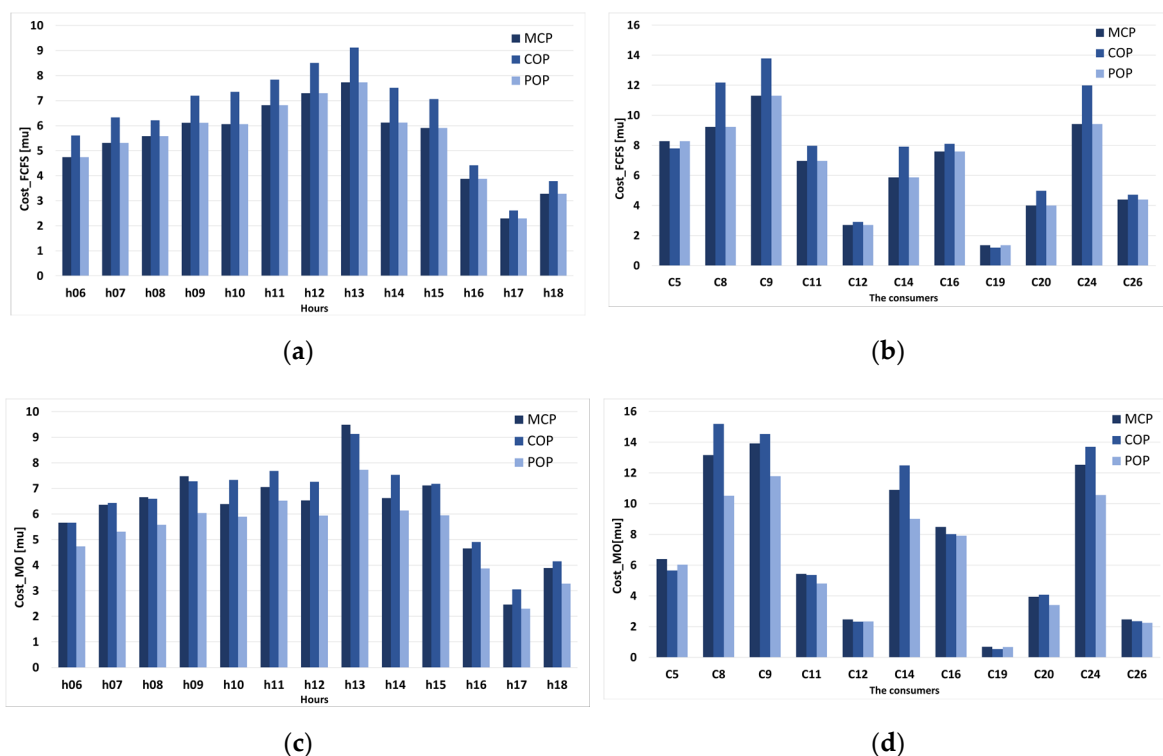 10
9
8
7
6
5
4
3
2
1
0
Cost_FCFS [mu]
MCP
COP
POP
h06 h07 h08 h09 h10 h11 h12 h13 h14 h15 h16 h17 h18
Hours
(a)
16
14
12
10
8
6
4
2
0
Cost_FCFS [mu]
MCP
COP
POP
C5 C8 C9 C11 C12 C14 C16 C19 C20 C24 C26
The consumers
(b)
10
9
8
7
6
5
4
3
2
1
0
Cost_MO [mu]
MCP
COP
POP
h06 h07 h08 h09 h10 h11 h12 h13 h14 h15 h16 h17 h18
Hours
(c)
16
14
12
10
8
6
4
2
0
Cost_MO[mu]
MCP
COP
POP
C5 C8 C9 C11 C12 C14 C16 C19 C20 C24 C26
The consumers
(d)